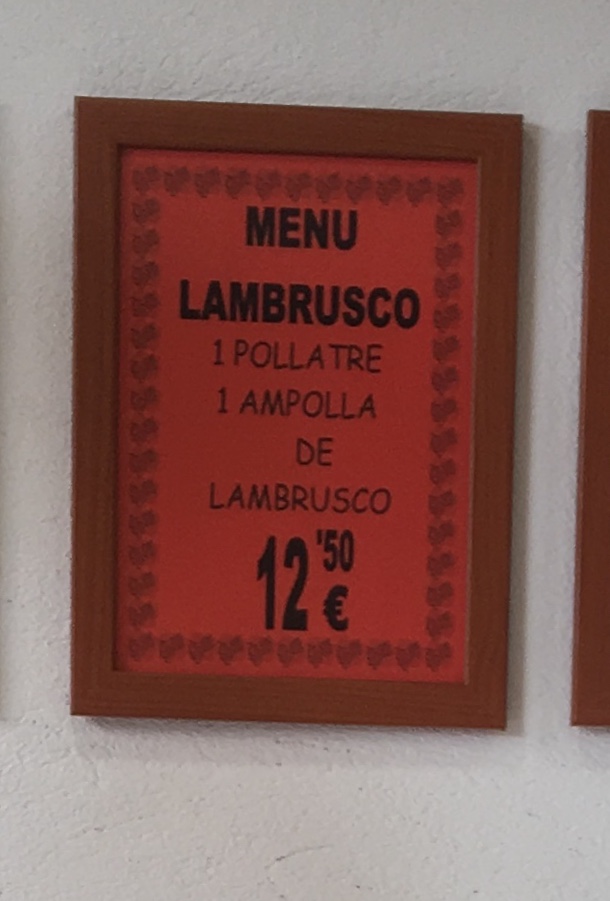 MENU
LAMBRUSCO
1 POLLATRE
1 AMPOLLA
DE
LAMBRUSCO
12'50
€